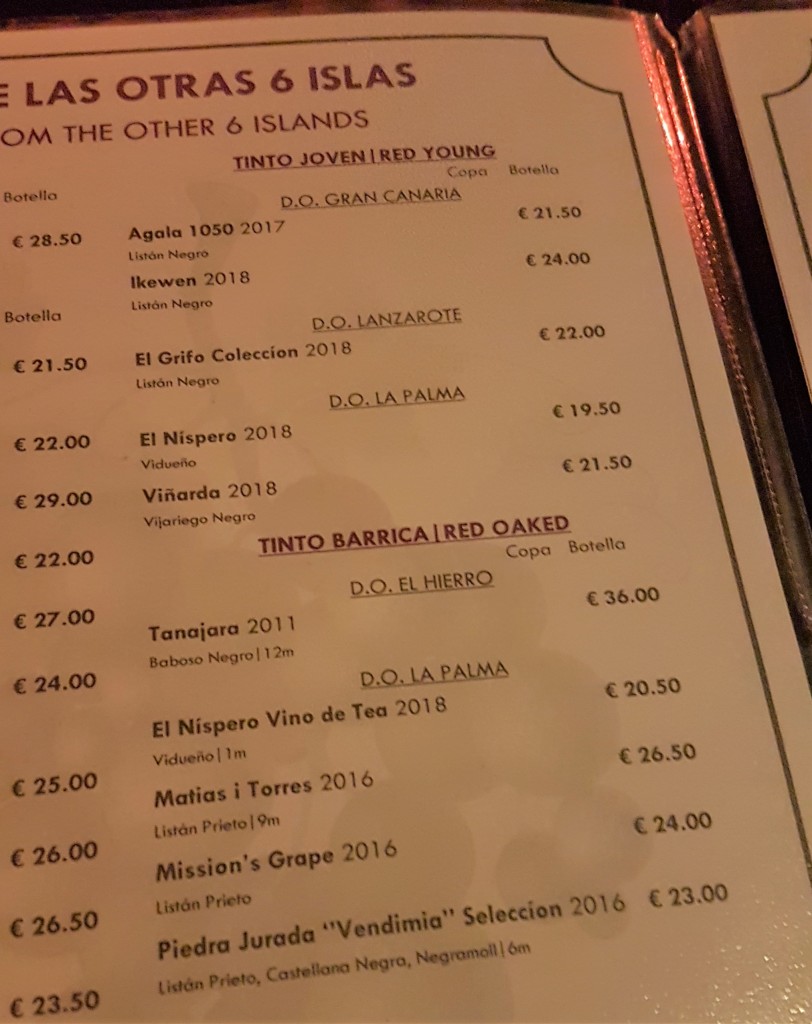 E LAS OTRAS 6 ISLAS
OM THE OTHER 6 ISLANDS
Botella
€ 28.50
Botella
€ 21.50
€ 22.00
€ 29.00
€ 22.00
€ 27.00
€ 24.00
€ 25.00
€ 26.00
€ 26.50
€ 23.50
TINTO JOVEN|RED YOUNG
Copa Botella
D.O. GRAN CANARIA
Agala 1050 2017 € 21.50
Listán Negro
Ikewen 2018 € 24.00
Listán Negro
D.O. LANZAROTE
El Grifo Coleccíon 2018 € 22.00
Listán Negro
D.O. LA PALMA
El Níspero 2018 € 19.50
Vidueño
Viñarda 2018 € 21.50
Vijariego Negro
TINTO BARRICA|RED OAKED
Copa Botella
D.O. EL HIERRO
Tanajara 2011 € 36.00
Baboso Negro|12m
D.O. LA PALMA
El Níspero Vino de Tea 2018 € 20.50
Vidueño|1m
Matias i Torres 2016 € 26.50
Listán Prieto|9m
Mission's Grape 2016 € 24.00
Listán Prieto
Piedra Jurada "Vendimia" Seleccíon 2016 € 23.00
Listán Prieto, Castellana Negra, Negramoll|6m